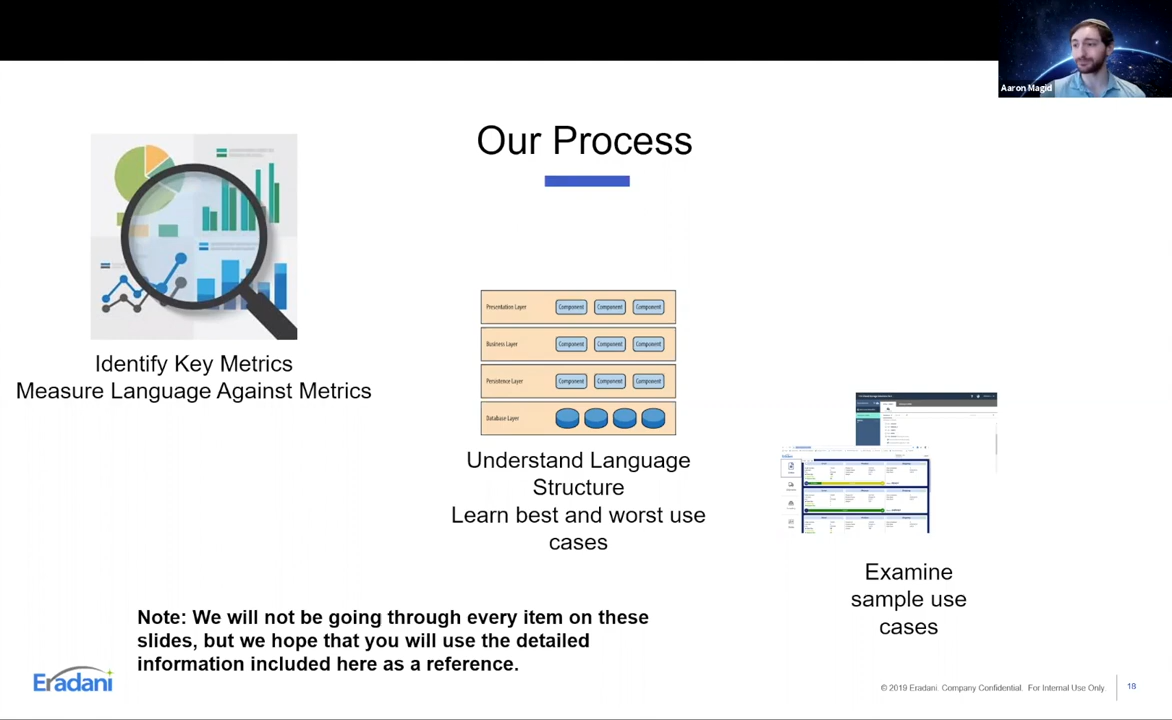 Aaron Magid
Our Process
Identify Key Metrics
Measure Language Against Metrics
Presentation Layer
Component
Component
Component
Business Layer
Component
Component
Component
Persistence Layer
Component
Component
Component
Database Layer
Understand Language
Structure
Learn best and worst use
cases
Eradani
Examine
sample use
cases
Note: We will not be going through every item on these
slides, but we hope that you will use the detailed
information included here as a reference.
Eradani
© 2019 Eradani. Company Confidential. For Internal Use Only.
18